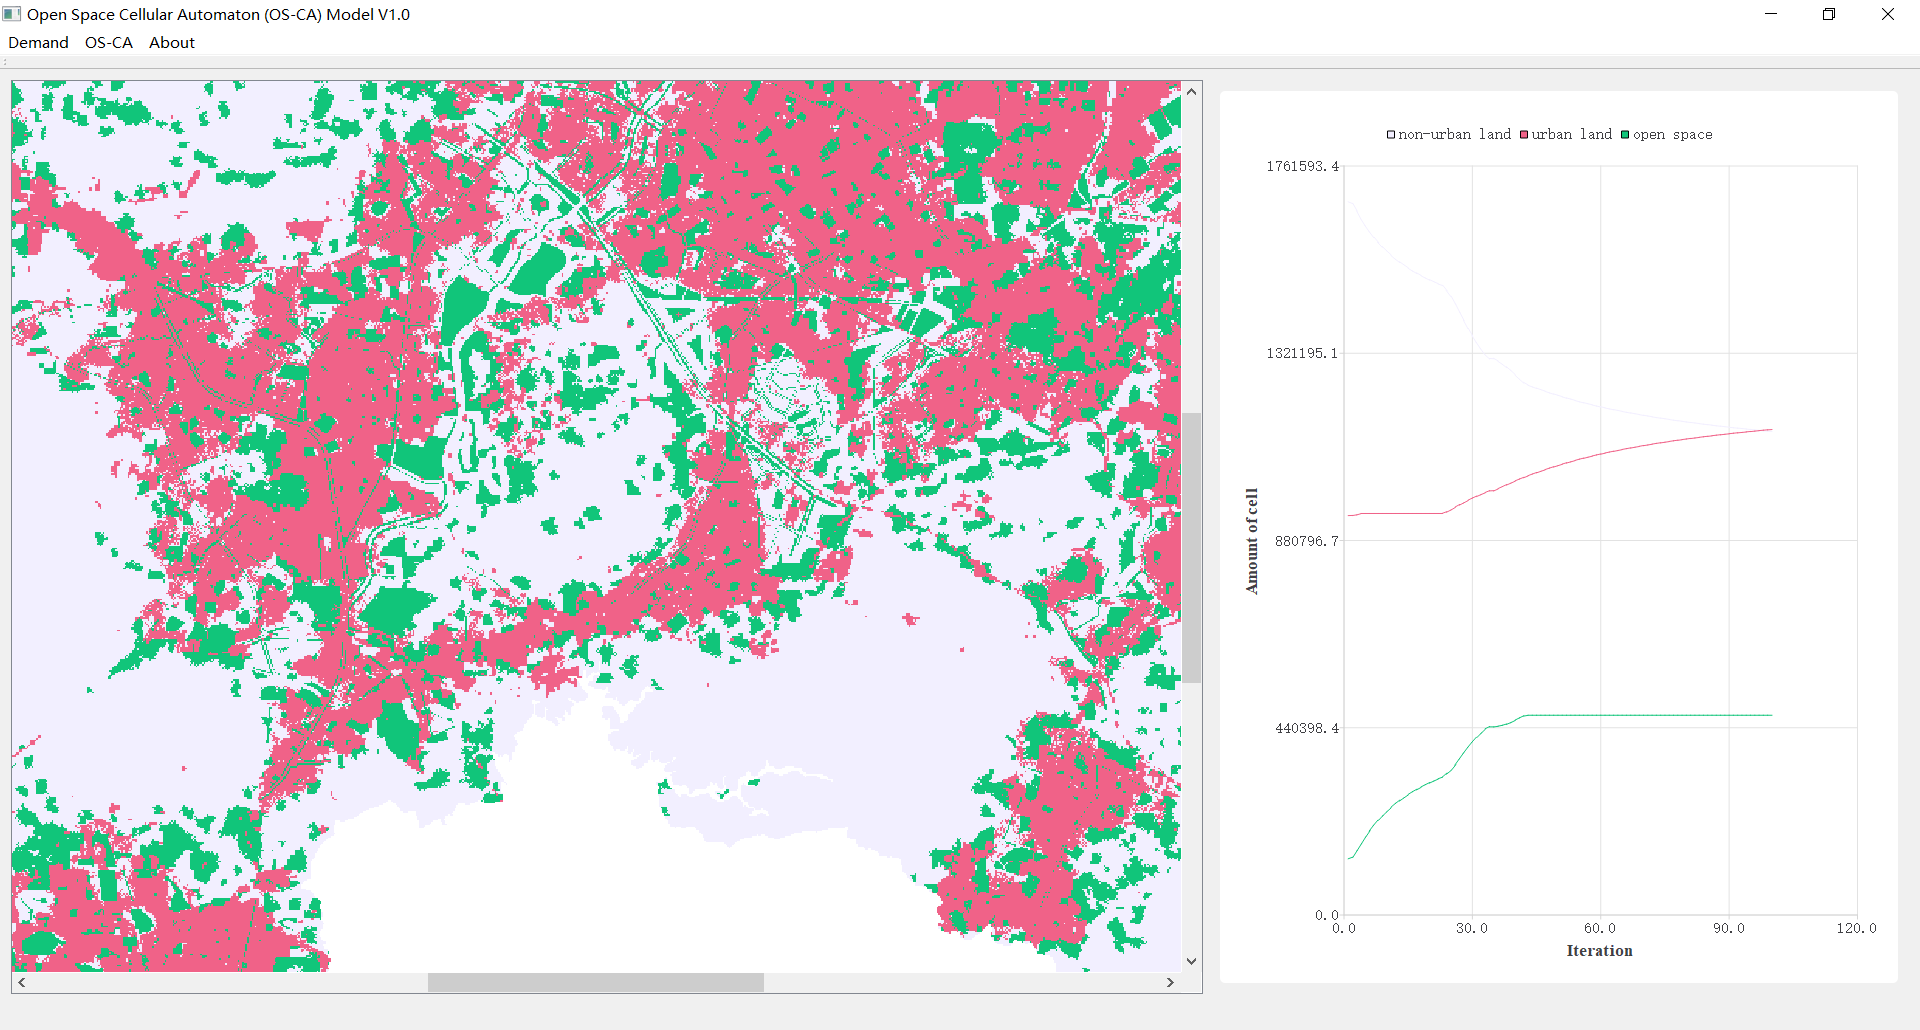 Open Space Cellular Automaton (OS-CA) Model V1.0
Demand OS-CA About
non-urban land urban land open space
1761593.4
1321195.1
880796.7
440398.4
0.0
Amount of cell
0.0 30.0 60.0 90.0 120.0
Iteration